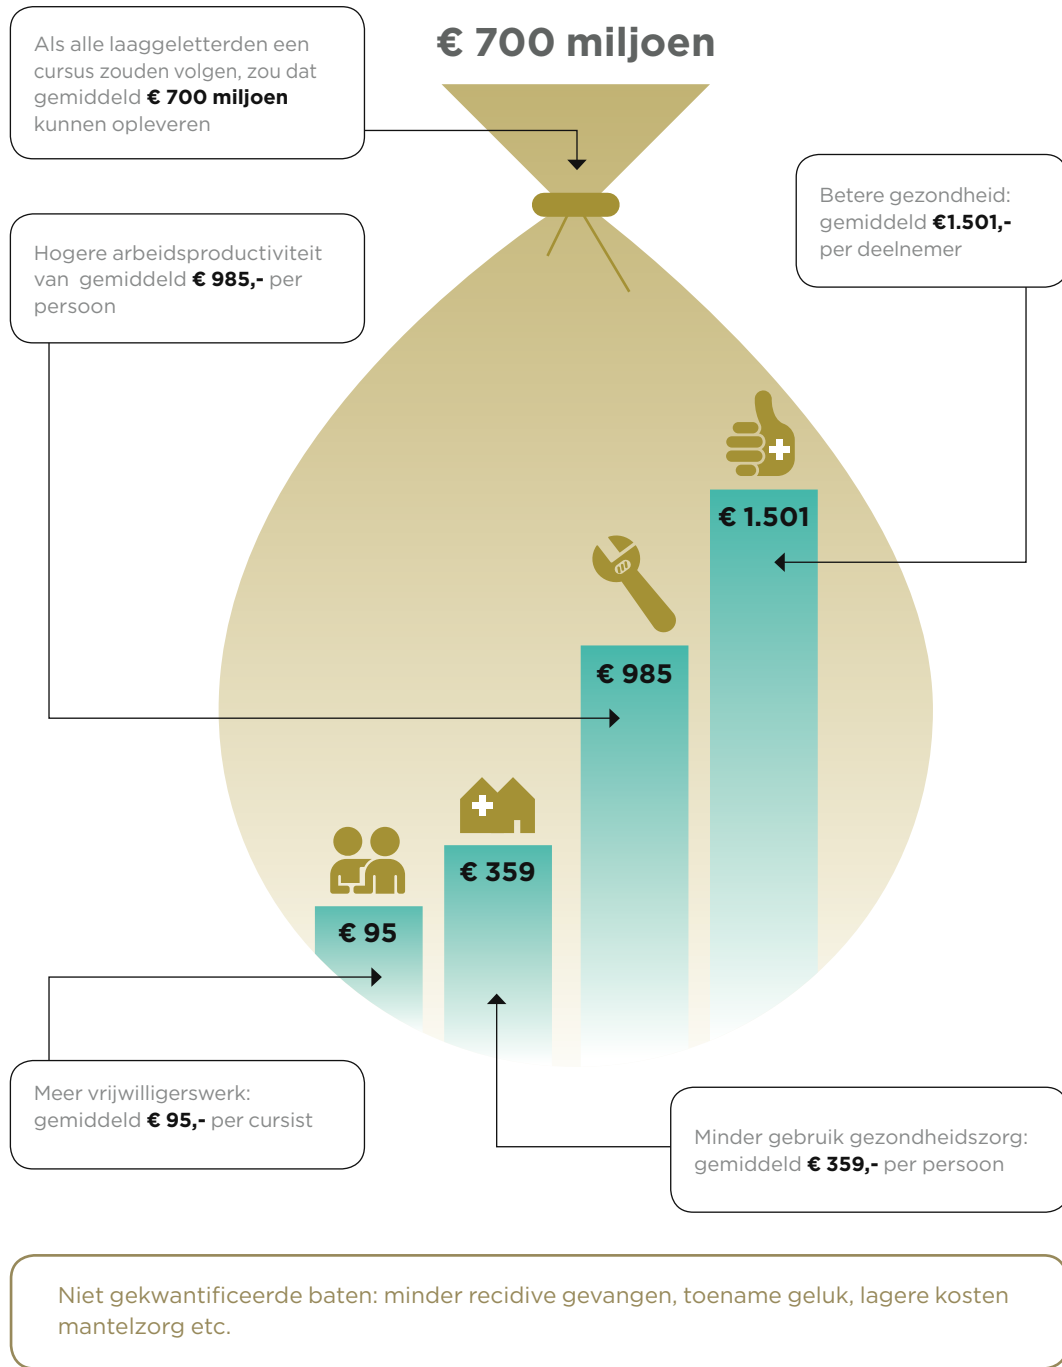 € 700 miljoen
Als alle laaggeletterden een
cursus zouden volgen, zou dat
gemiddeld € 700 miljoen
kunnen opleveren
Betere gezondheid:
gemiddeld €1.501,-
per deelnemer
Hogere arbeidsproductiviteit
van gemiddeld € 985,- per
persoon
€ 1.501
€ 985
€ 359
€ 95
Meer vrijwilligerswerk:
gemiddeld € 95,- per cursist
Minder gebruik gezondheidszorg:
gemiddeld € 359,- per persoon
Niet gekwantificeerde baten: minder recidive gevangen, toename geluk, lagere kosten
mantelzorg etc.